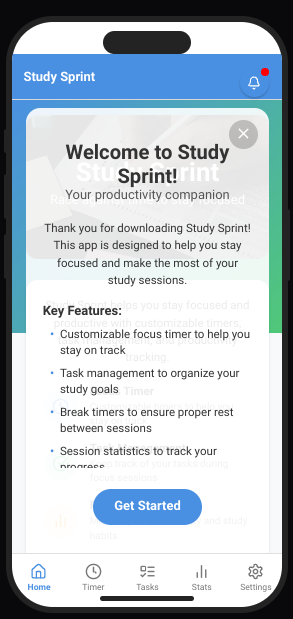 Study Sprint
Welcome to Study
Sprint!
Your productivity companion
Thank you for downloading Study Sprint!
This app is designed to help you stay
focused and make the most of your
study sessions.
Key Features:
• Customizable focus timer to help you
stay on track
• Task management to organize your
study goals
• Break timers to ensure proper rest
between sessions
• Session statistics to track your
progress
Get Started
Home
Timer
Tasks
Stats
Settings